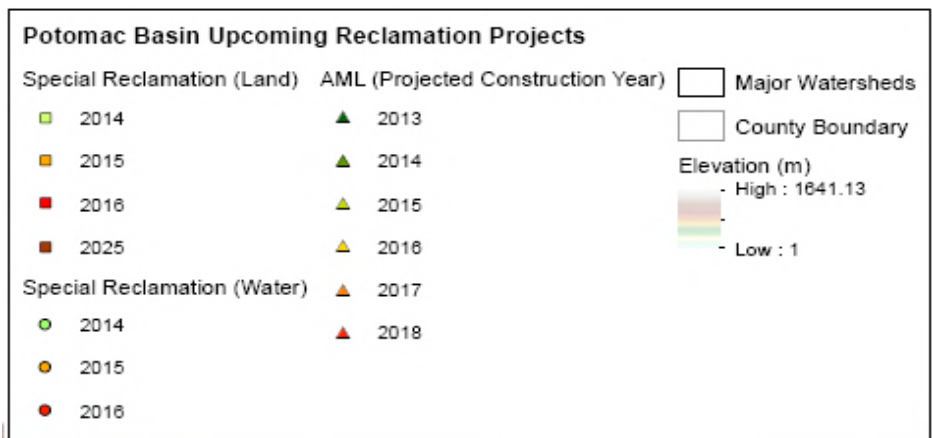 Potomac Basin Upcoming Reclamation Projects
Special Reclamation (Land)
2014
2015
2016
2025
Special Reclamation (Water)
2014
2015
2016
AML (Projected Construction Year)
2013
2014
2015
2016
2017
2018
Major Watersheds
County Boundary
Elevation (m)
High : 1641.13
Low : 1